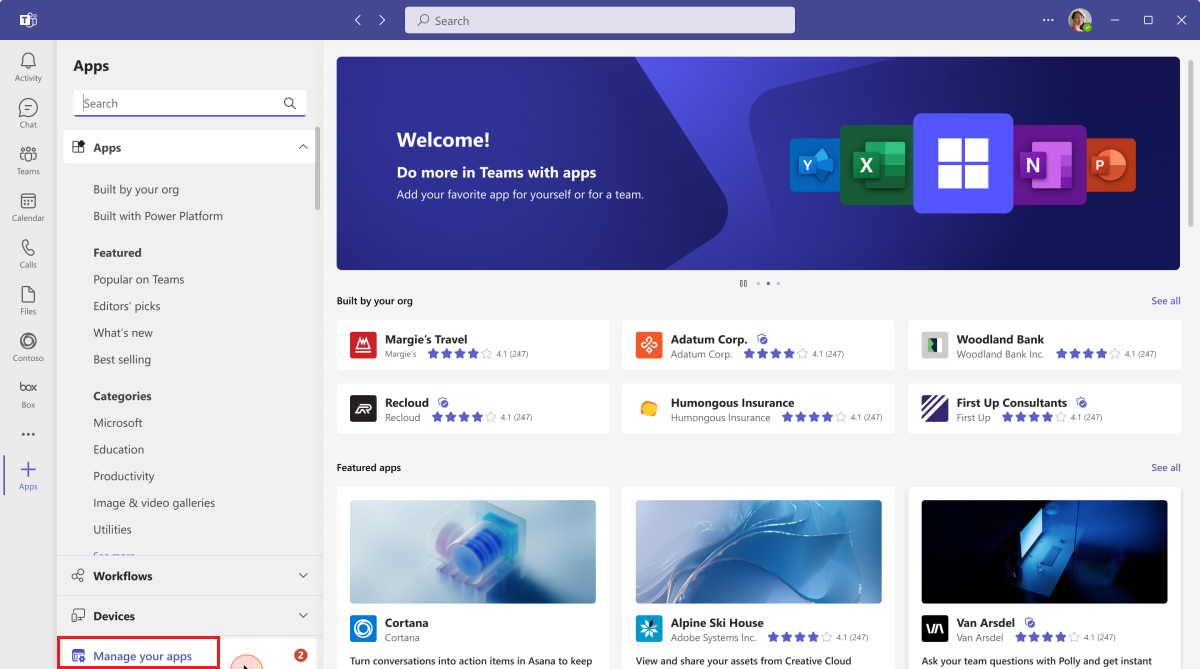 Search
Activity
Chat
Teams
Calendar
Calls
Files
Contoso
box
Box
Apps
Apps
Search
Apps
Built by your org
Built with Power Platform
Featured
Popular on Teams
Editors' picks
What's new
Best selling
Categories
Microsoft
Education
Productivity
Image & video galleries
Utilities
See more
Workflows
Devices
Manage your apps
2
Welcome!
Do more in Teams with apps
Add your favorite app for yourself or for a team.
Y
X
N
P
Built by your org
See all
Margie's Travel
Margie's 4.1 (247)
Adatum Corp.
Adatum Corp. 4.1 (247)
Woodland Bank
Woodland Bank Inc. 4.1 (247)
Recloud
Recloud 4.1 (247)
Humongous Insurance
Humongous Insurance 4.1 (247)
First Up Consultants
First Up 4.1 (247)
Featured apps
See all
Cortana
Cortana
Turn conversations into action items in Asana to keep
Alpine Ski House
Adobe Systems Inc. 4.1 (247)
View and share your assets from Creative Cloud
Van Arsdel
Van Arsdel 4.1 (247)
Ask your team questions with Polly and get instant